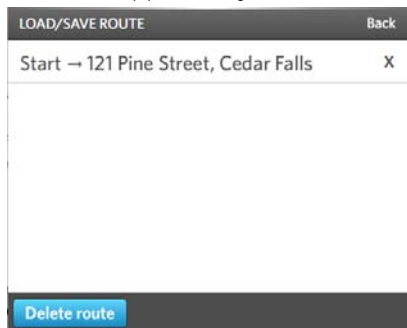 LOAD/SAVE ROUTE Back
Start → 121 Pine Street, Cedar Falls X
Delete route